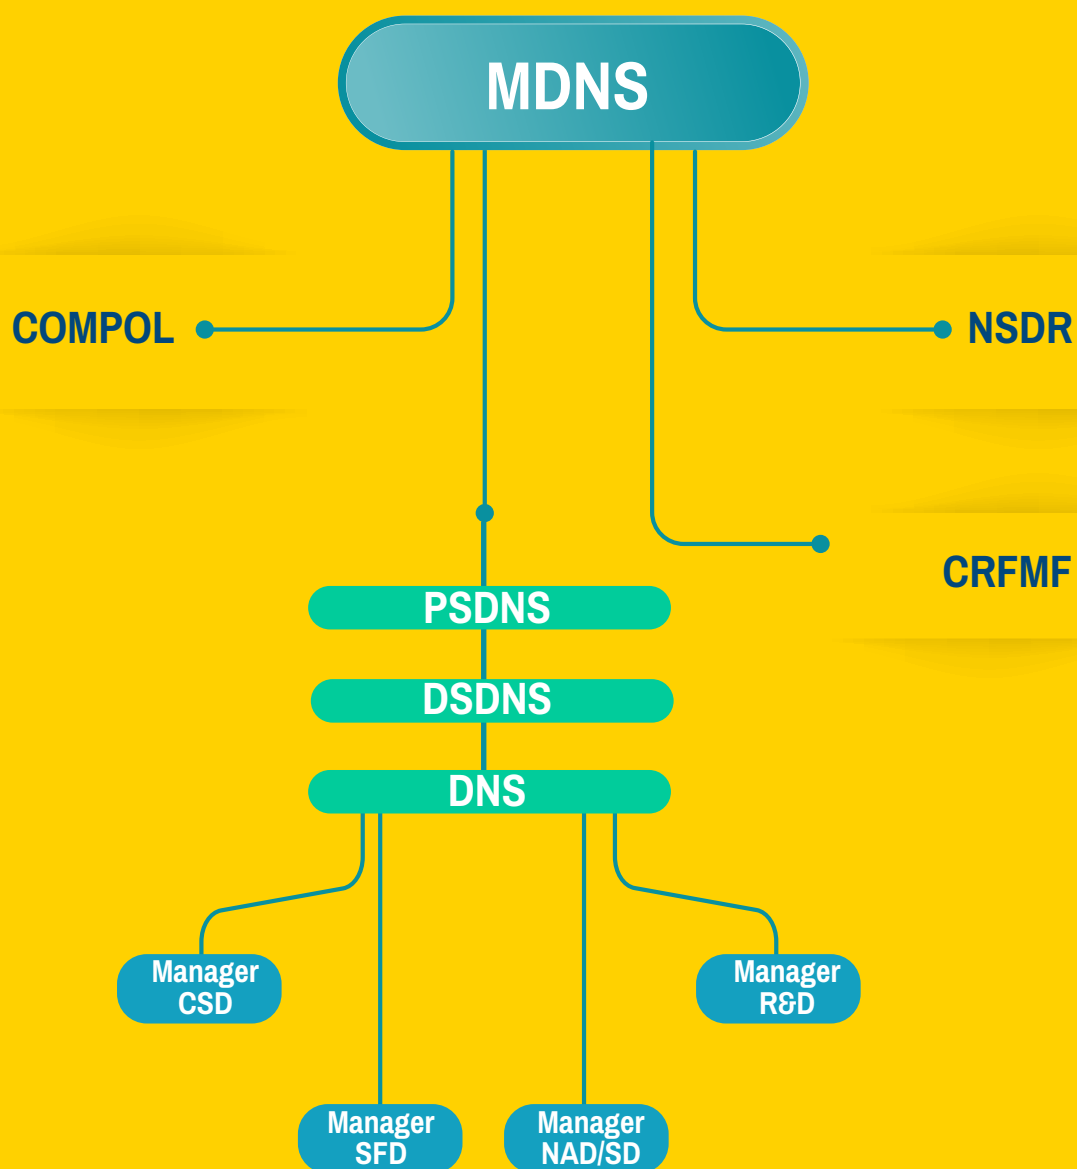 MDNS
COMPOL
NSDR
CRFMF
PSDNS
DSDNS
DNS
Manager
CSD
Manager
R&D
Manager
SFD
Manager
NAD/SD